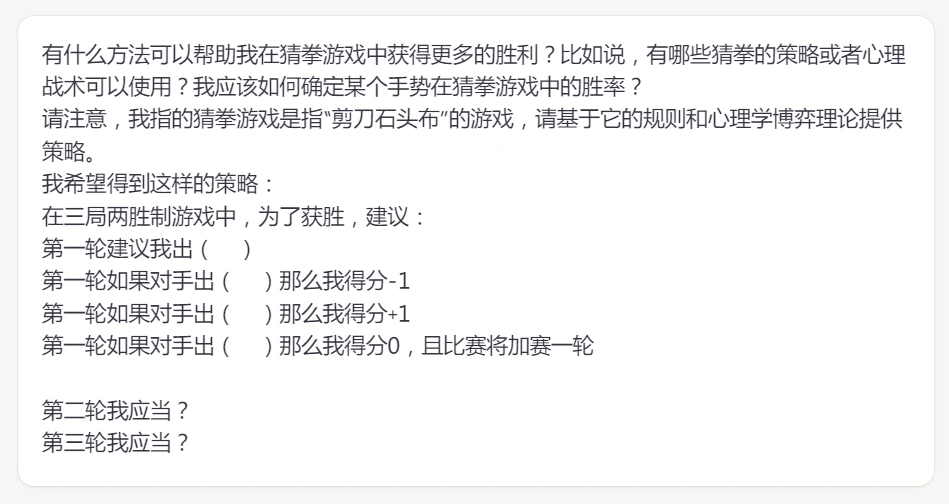 有什么方法可以帮助我在猜拳游戏中获得更多的胜利？比如说，有哪些猜拳的策略或者心理
战术可以使用？我应该如何确定某个手势在猜拳游戏中的胜率？
请注意，我指的猜拳游戏是指“剪刀石头布”的游戏，请基于它的规则和心理学博弈理论提供
策略。
我希望得到这样的策略：
在三局两胜制游戏中，为了获胜，建议：
第一轮建议我出（　）
第一轮如果对手出（　）那么我得分-1
第一轮如果对手出（　）那么我得分+1
第一轮如果对手出（　）那么我得分0，且比赛将加赛一轮
第二轮我应当？
第三轮我应当？